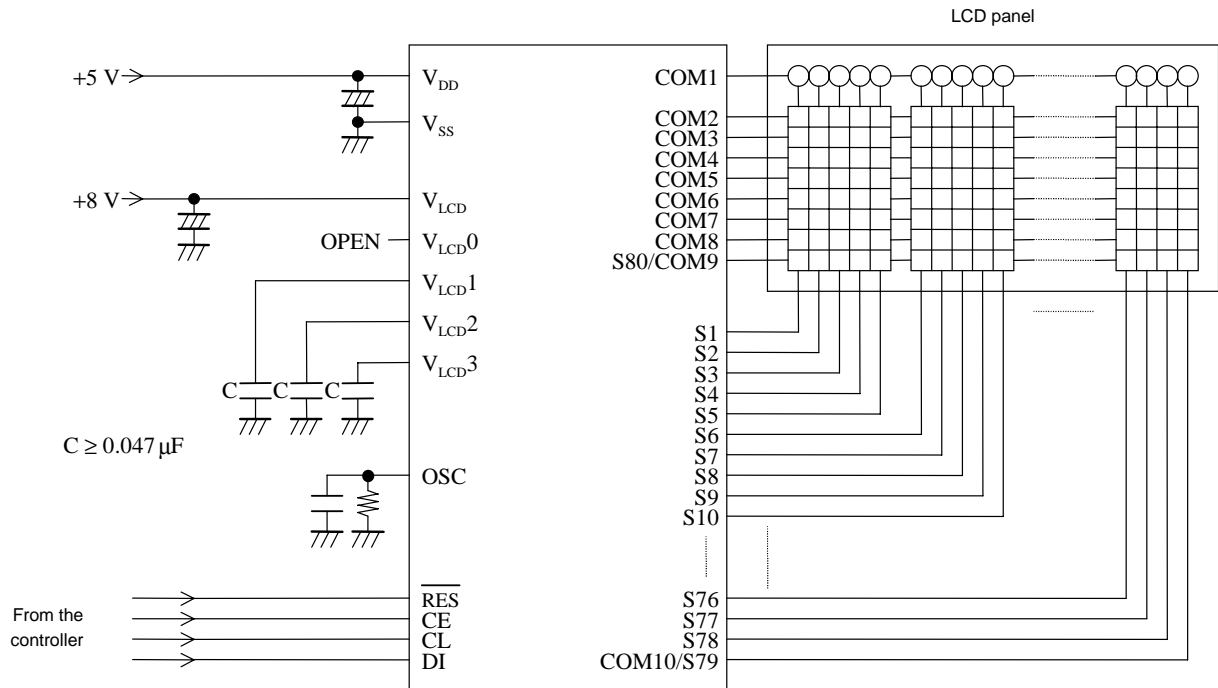 LCD panel
+5 V
V_DD
COM1
COM2
V_SS
COM3
COM4
COM5
+8 V
V_LCD
COM6
COM7
OPEN
V_LCD0
COM8
S80/COM9
V_LCD1
V_LCD2
S1
S2
V_LCD3
S3
C
C
C
S4
S5
S6
C ≥ 0.047 µF
S7
OSC
S8
S9
S10
From the
controller
R̅E̅S̅
S76
CE
S77
CL
S78
DI
COM10/S79